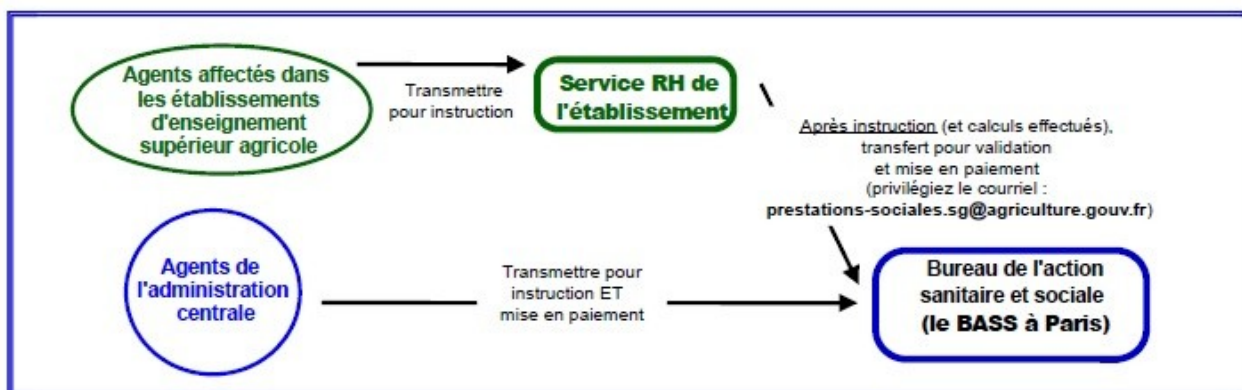 Agents affectés dans
les établissements
d'enseignement
supérieur agricole
Transmettre
pour instruction
Service RH de
l'établissement
Après instruction (et calculs effectués),
transfert pour validation
et mise en paiement
(privilégiez le courriel :
prestations-sociales.sg@agriculture.gouv.fr)
Agents de
l'administration
centrale
Transmettre pour
instruction ET
mise en paiement
Bureau de l'action
sanitaire et sociale
(le BASS à Paris)